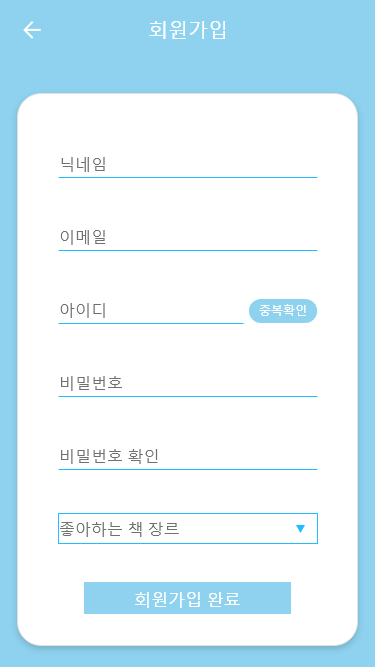 회원가입
닉네임
이메일
아이디
중복확인
비밀번호
비밀번호 확인
좋아하는 책 장르
회원가입 완료